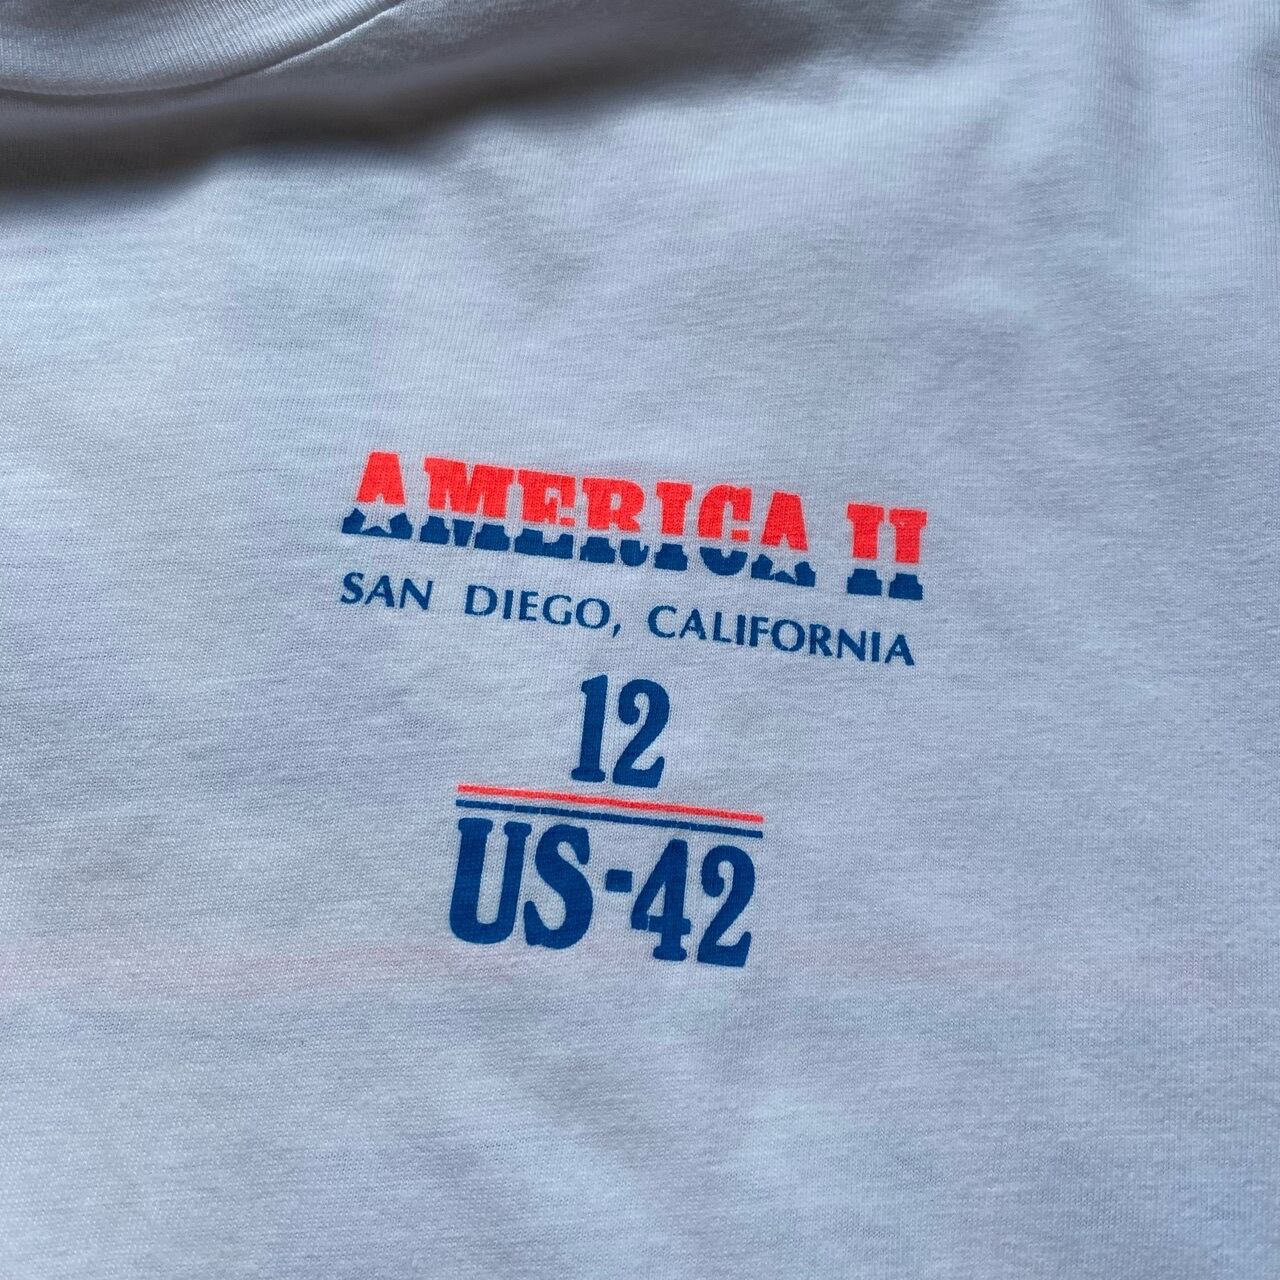 AMERICA II
SAN DIEGO, CALIFORNIA
12
US-42